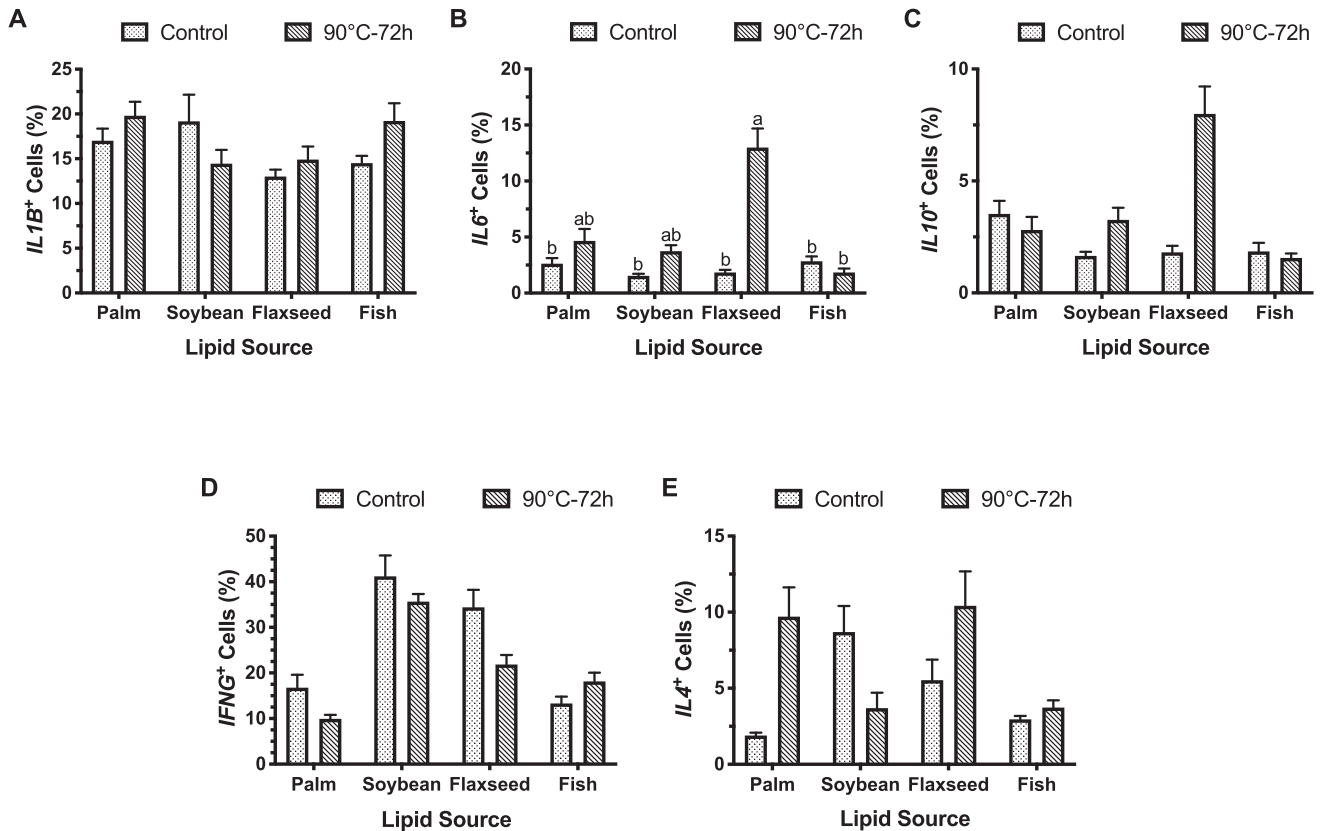 A
Control 90°C-72h
IL1B+ Cells (%)
25
20
15
10
5
0
Palm Soybean Flaxseed Fish
Lipid Source
B
Control 90°C-72h
IL6+ Cells (%)
20
15
10
5
0
b ab b ab b a b b
Palm Soybean Flaxseed Fish
Lipid Source
C
Control 90°C-72h
IL10+ Cells (%)
10
5
0
Palm Soybean Flaxseed Fish
Lipid Source
D
Control 90°C-72h
IFNG+ Cells (%)
50
40
30
20
10
0
Palm Soybean Flaxseed Fish
Lipid Source
E
Control 90°C-72h
IL4+ Cells (%)
15
10
5
0
Palm Soybean Flaxseed Fish
Lipid Source